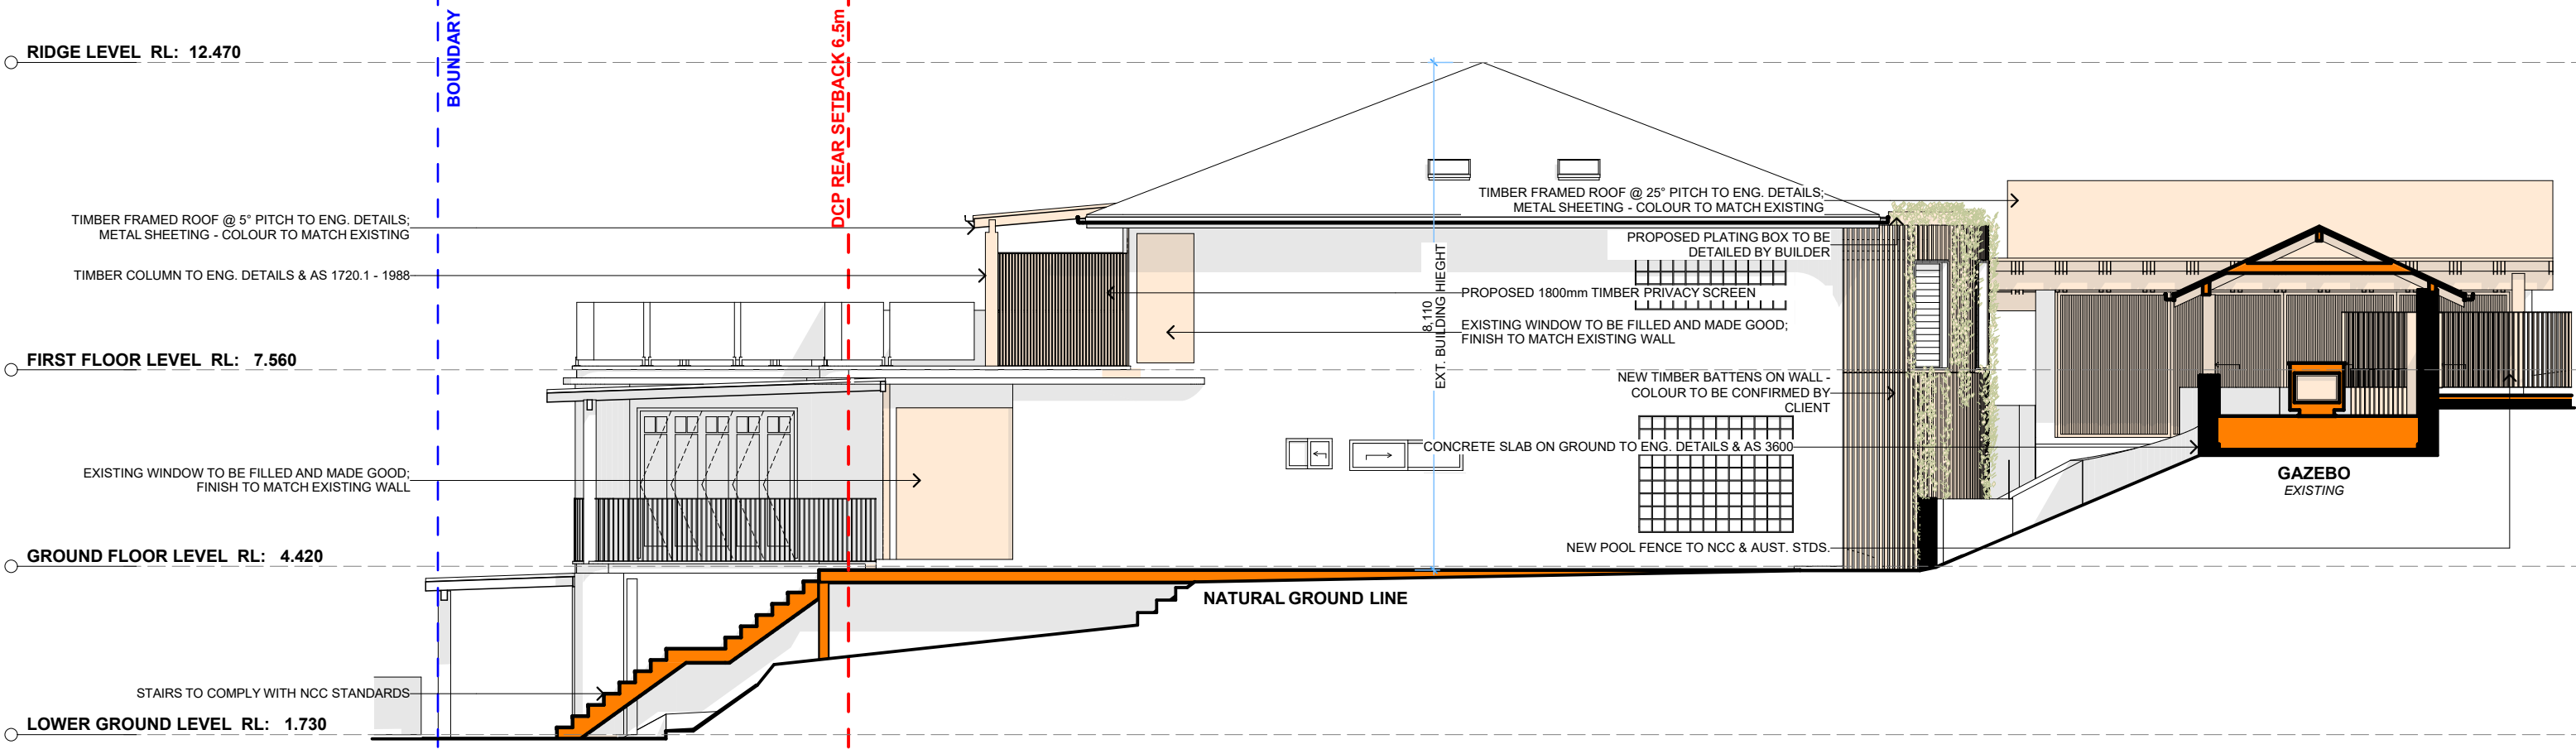 RIDGE LEVEL RL: 12.470
BOUNDARY
DCP REAR SETBACK 6.5m
TIMBER FRAMED ROOF @ 5° PITCH TO ENG. DETAILS;
METAL SHEETING - COLOUR TO MATCH EXISTING
TIMBER COLUMN TO ENG. DETAILS & AS 1720.1 - 1988
FIRST FLOOR LEVEL RL: 7.560
EXISTING WINDOW TO BE FILLED AND MADE GOOD;
FINISH TO MATCH EXISTING WALL
GROUND FLOOR LEVEL RL: 4.420
STAIRS TO COMPLY WITH NCC STANDARDS
LOWER GROUND LEVEL RL: 1.730
8,110
EXT. BUILDING HIEGHT
TIMBER FRAMED ROOF @ 25° PITCH TO ENG. DETAILS;
METAL SHEETING - COLOUR TO MATCH EXISTING
PROPOSED PLATING BOX TO BE
DETAILED BY BUILDER
PROPOSED 1800mm TIMBER PRIVACY SCREEN
EXISTING WINDOW TO BE FILLED AND MADE GOOD;
FINISH TO MATCH EXISTING WALL
NEW TIMBER BATTENS ON WALL -
COLOUR TO BE CONFIRMED BY
CLIENT
CONCRETE SLAB ON GROUND TO ENG. DETAILS & AS 3600
NEW POOL FENCE TO NCC & AUST. STDS.
NATURAL GROUND LINE
GAZEBO
EXISTING